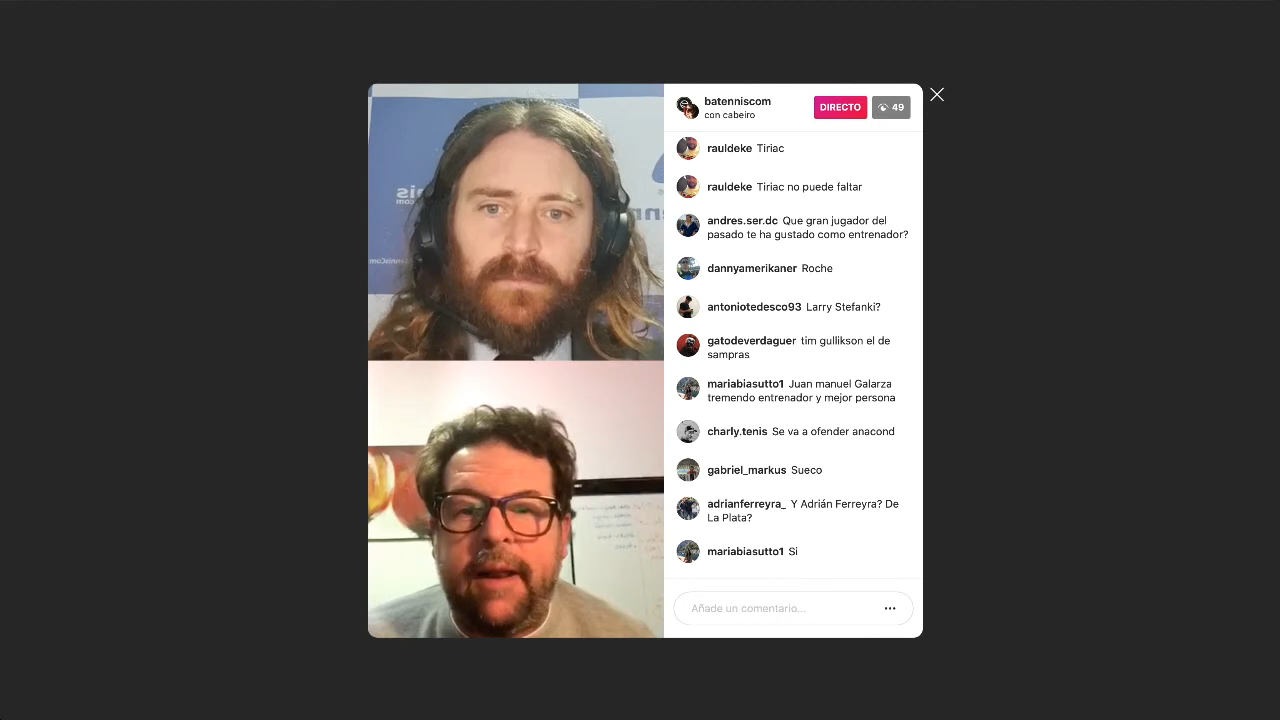 batenniscom
con cabeiro
DIRECTO
49
rauldeke Tiriac
rauldeke Tiriac no puede faltar
andres.ser.dc Que gran jugador del
pasado te ha gustado como entrenador?
dannyamerikaner Roche
antoniotedesco93 Larry Stefanki?
gatodeverdaguer tim gullikson el de
sampras
mariabiasutto1 Juan manuel Galarza
tremendo entrenador y mejor persona
charly.tenis Se va a ofender anacond
gabriel_markus Sueco
adrianferreyra_ Y Adrián Ferreyra? De
La Plata?
mariabiasutto1 Si
Añade un comentario...